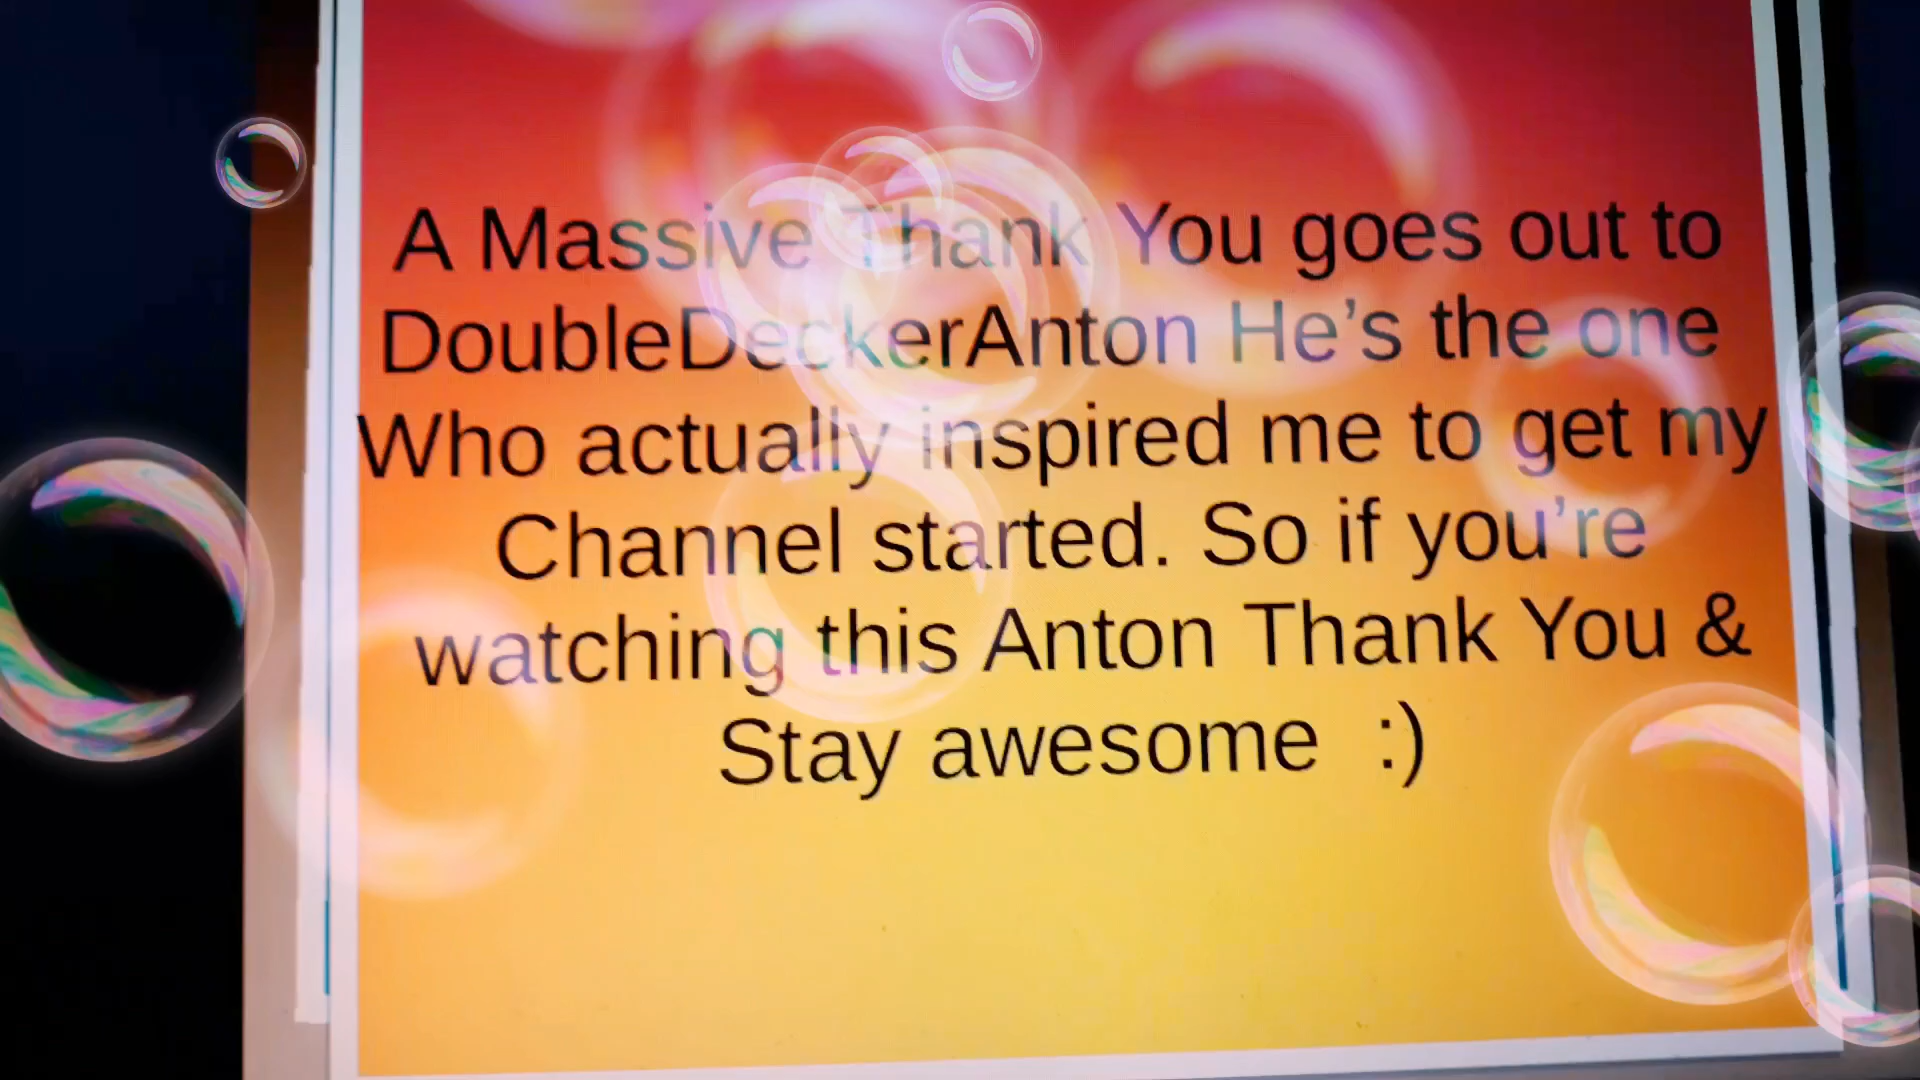 A Massive Thank You goes out to
DoubleDeckerAnton He’s the one
Who actually inspired me to get my
Channel started. So if you’re
watching this Anton Thank You &
Stay awesome :)